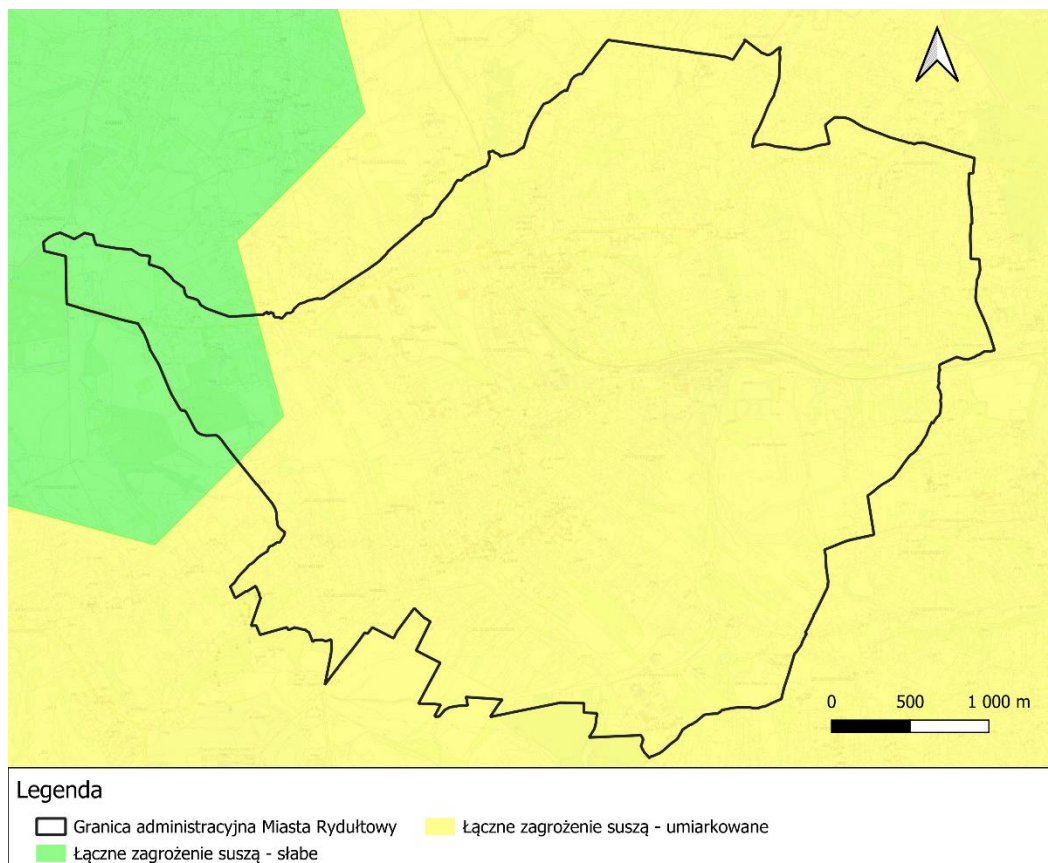 0 500 1 000 m
Legenda
Granica administracyjna Miasta Rydułtowy Łączne zagrożenie suszą - umiarkowane
Łączne zagrożenie suszą - słabe